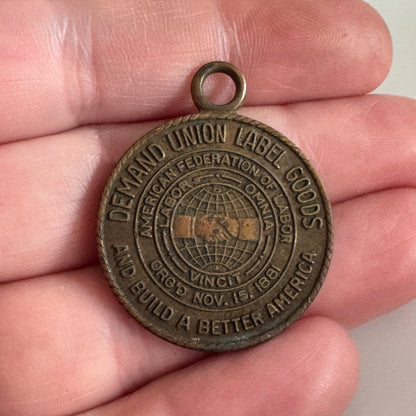 DEMAND UNION LABEL GOODS
AND BUILD A BETTER AMERICA
AMERICAN FEDERATION OF LABOR
ORG'D NOV. 15, 1881
LABOR OMNIA
VINCIT